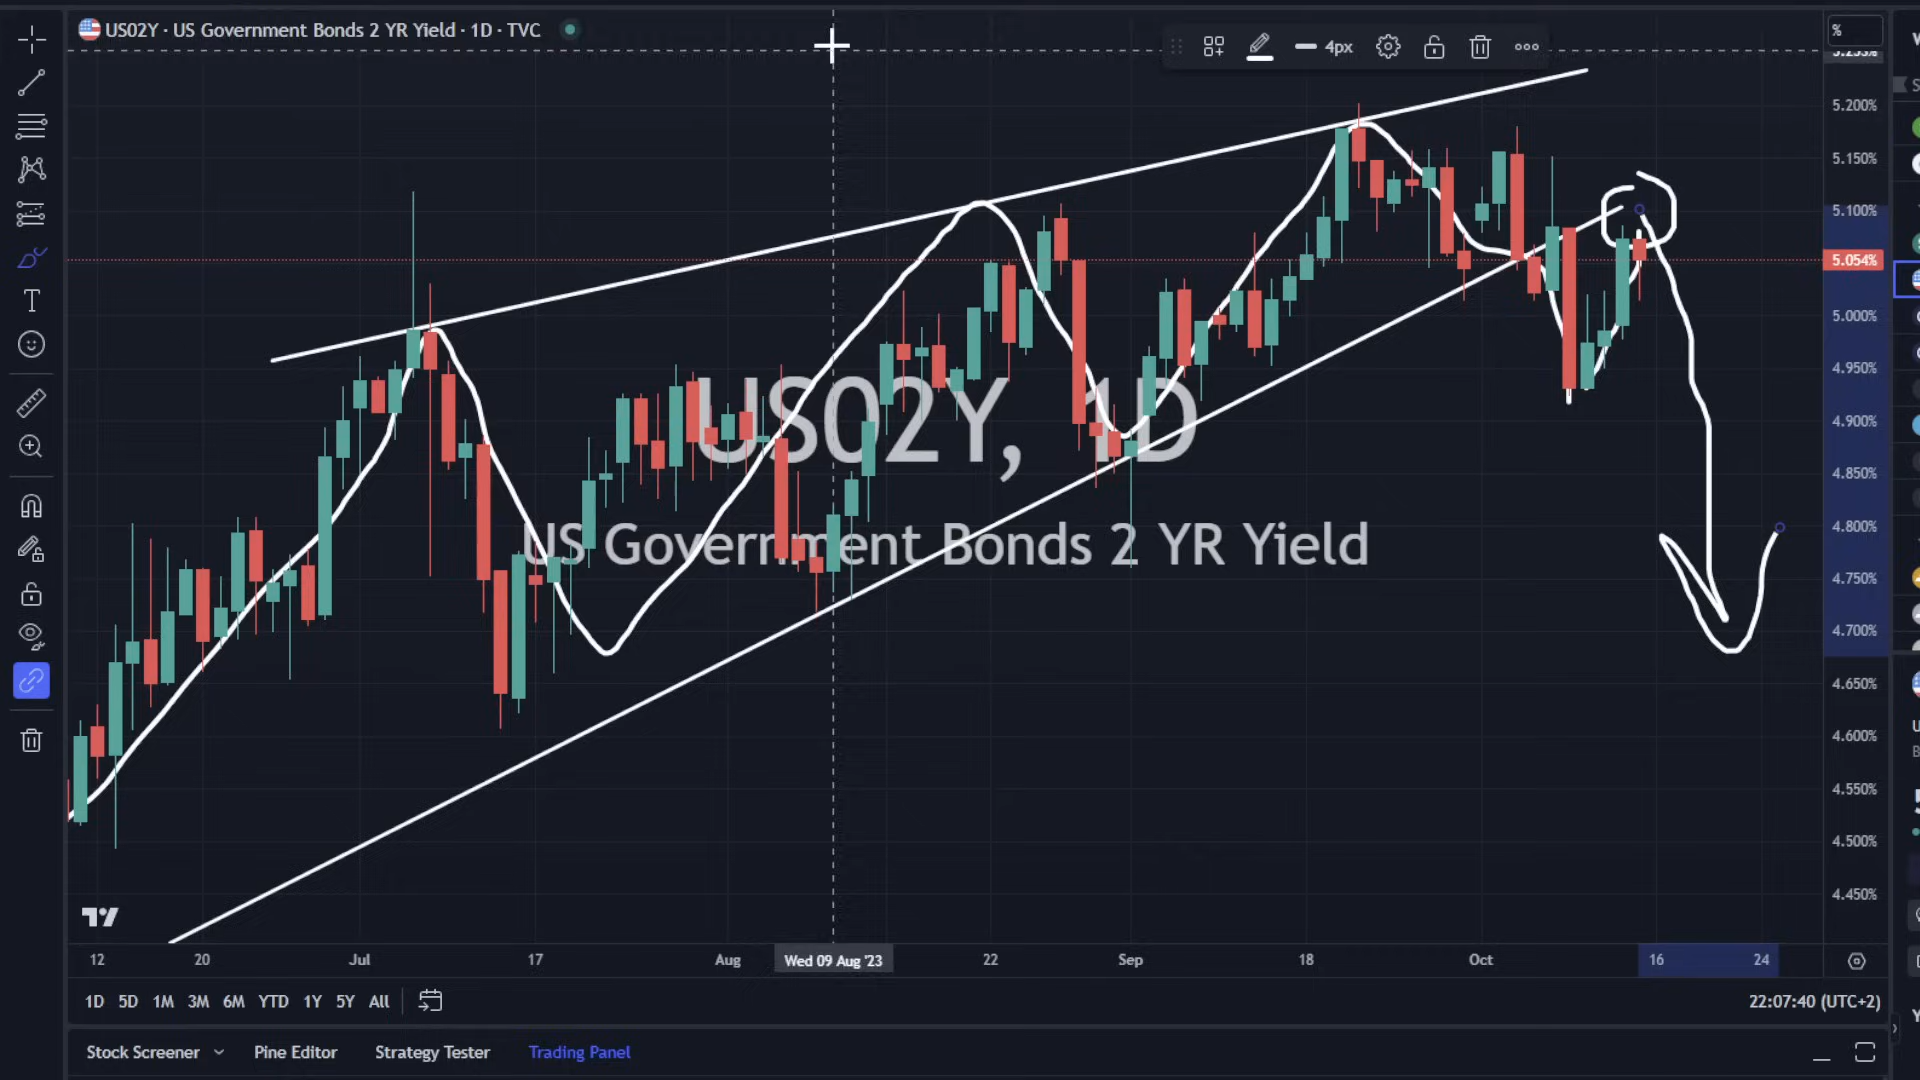 US02Y · US Government Bonds 2 YR Yield · 1D · TVC
4px
%
5.200%
5.150%
5.100%
5.054%
5.000%
4.950%
4.900%
4.850%
4.800%
4.750%
4.700%
4.650%
4.600%
4.550%
4.500%
4.450%
US02Y, 1D
US Government Bonds 2 YR Yield
12 20 Jul 17 Aug Wed 09 Aug '23 22 Sep 18 Oct 16 24
1D 5D 1M 3M 6M YTD 1Y 5Y All
22:07:40 (UTC+2)
Stock Screener Pine Editor Strategy Tester Trading Panel